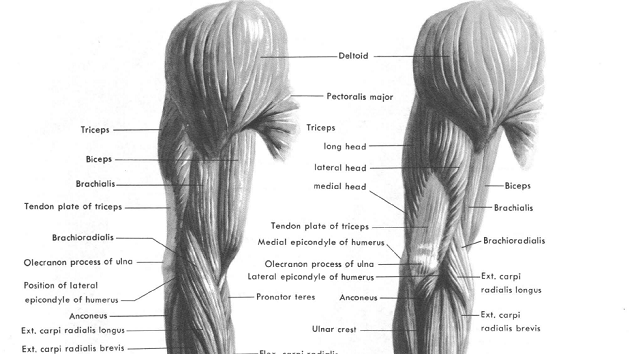 Deltoid
Pectoralis major
Triceps
Biceps
Brachialis
Tendon plate of triceps
Brachioradialis
Olecranon process of ulna
Position of lateral
epicondyle of humerus
Anconeus
Ext. carpi radialis longus
Ext. carpi radialis brevis
Pronator teres
Flex. carpi radialis
Triceps
long head
lateral head
medial head
Tendon plate of triceps
Medial epicondyle of humerus
Olecranon process of ulna
Lateral epicondyle of humerus
Anconeus
Ulnar crest
Biceps
Brachialis
Brachioradialis
Ext. carpi
radialis longus
Ext. carpi
radialis brevis